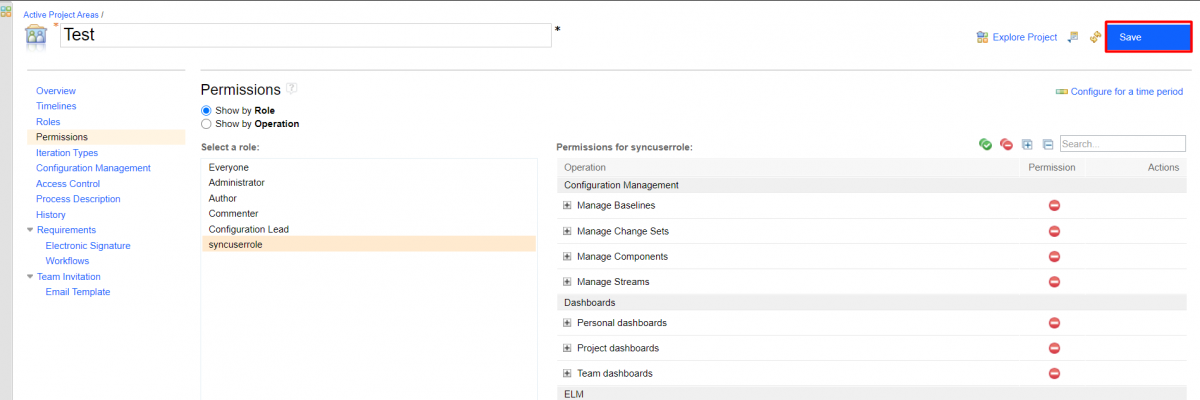 Active Project Areas /
* Test *
Explore Project
Save
Overview
Timelines
Roles
Permissions
Iteration Types
Configuration Management
Access Control
Process Description
History
Requirements
Electronic Signature
Workflows
Team Invitation
Email Template
Permissions ?
Configure for a time period
Show by Role
Show by Operation
Select a role:
Everyone
Administrator
Author
Commenter
Configuration Lead
syncuserrole
Permissions for syncuserrole:
Search...
Operation Permission Actions
Configuration Management
Manage Baselines
Manage Change Sets
Manage Components
Manage Streams
Dashboards
Personal dashboards
Project dashboards
Team dashboards
ELM